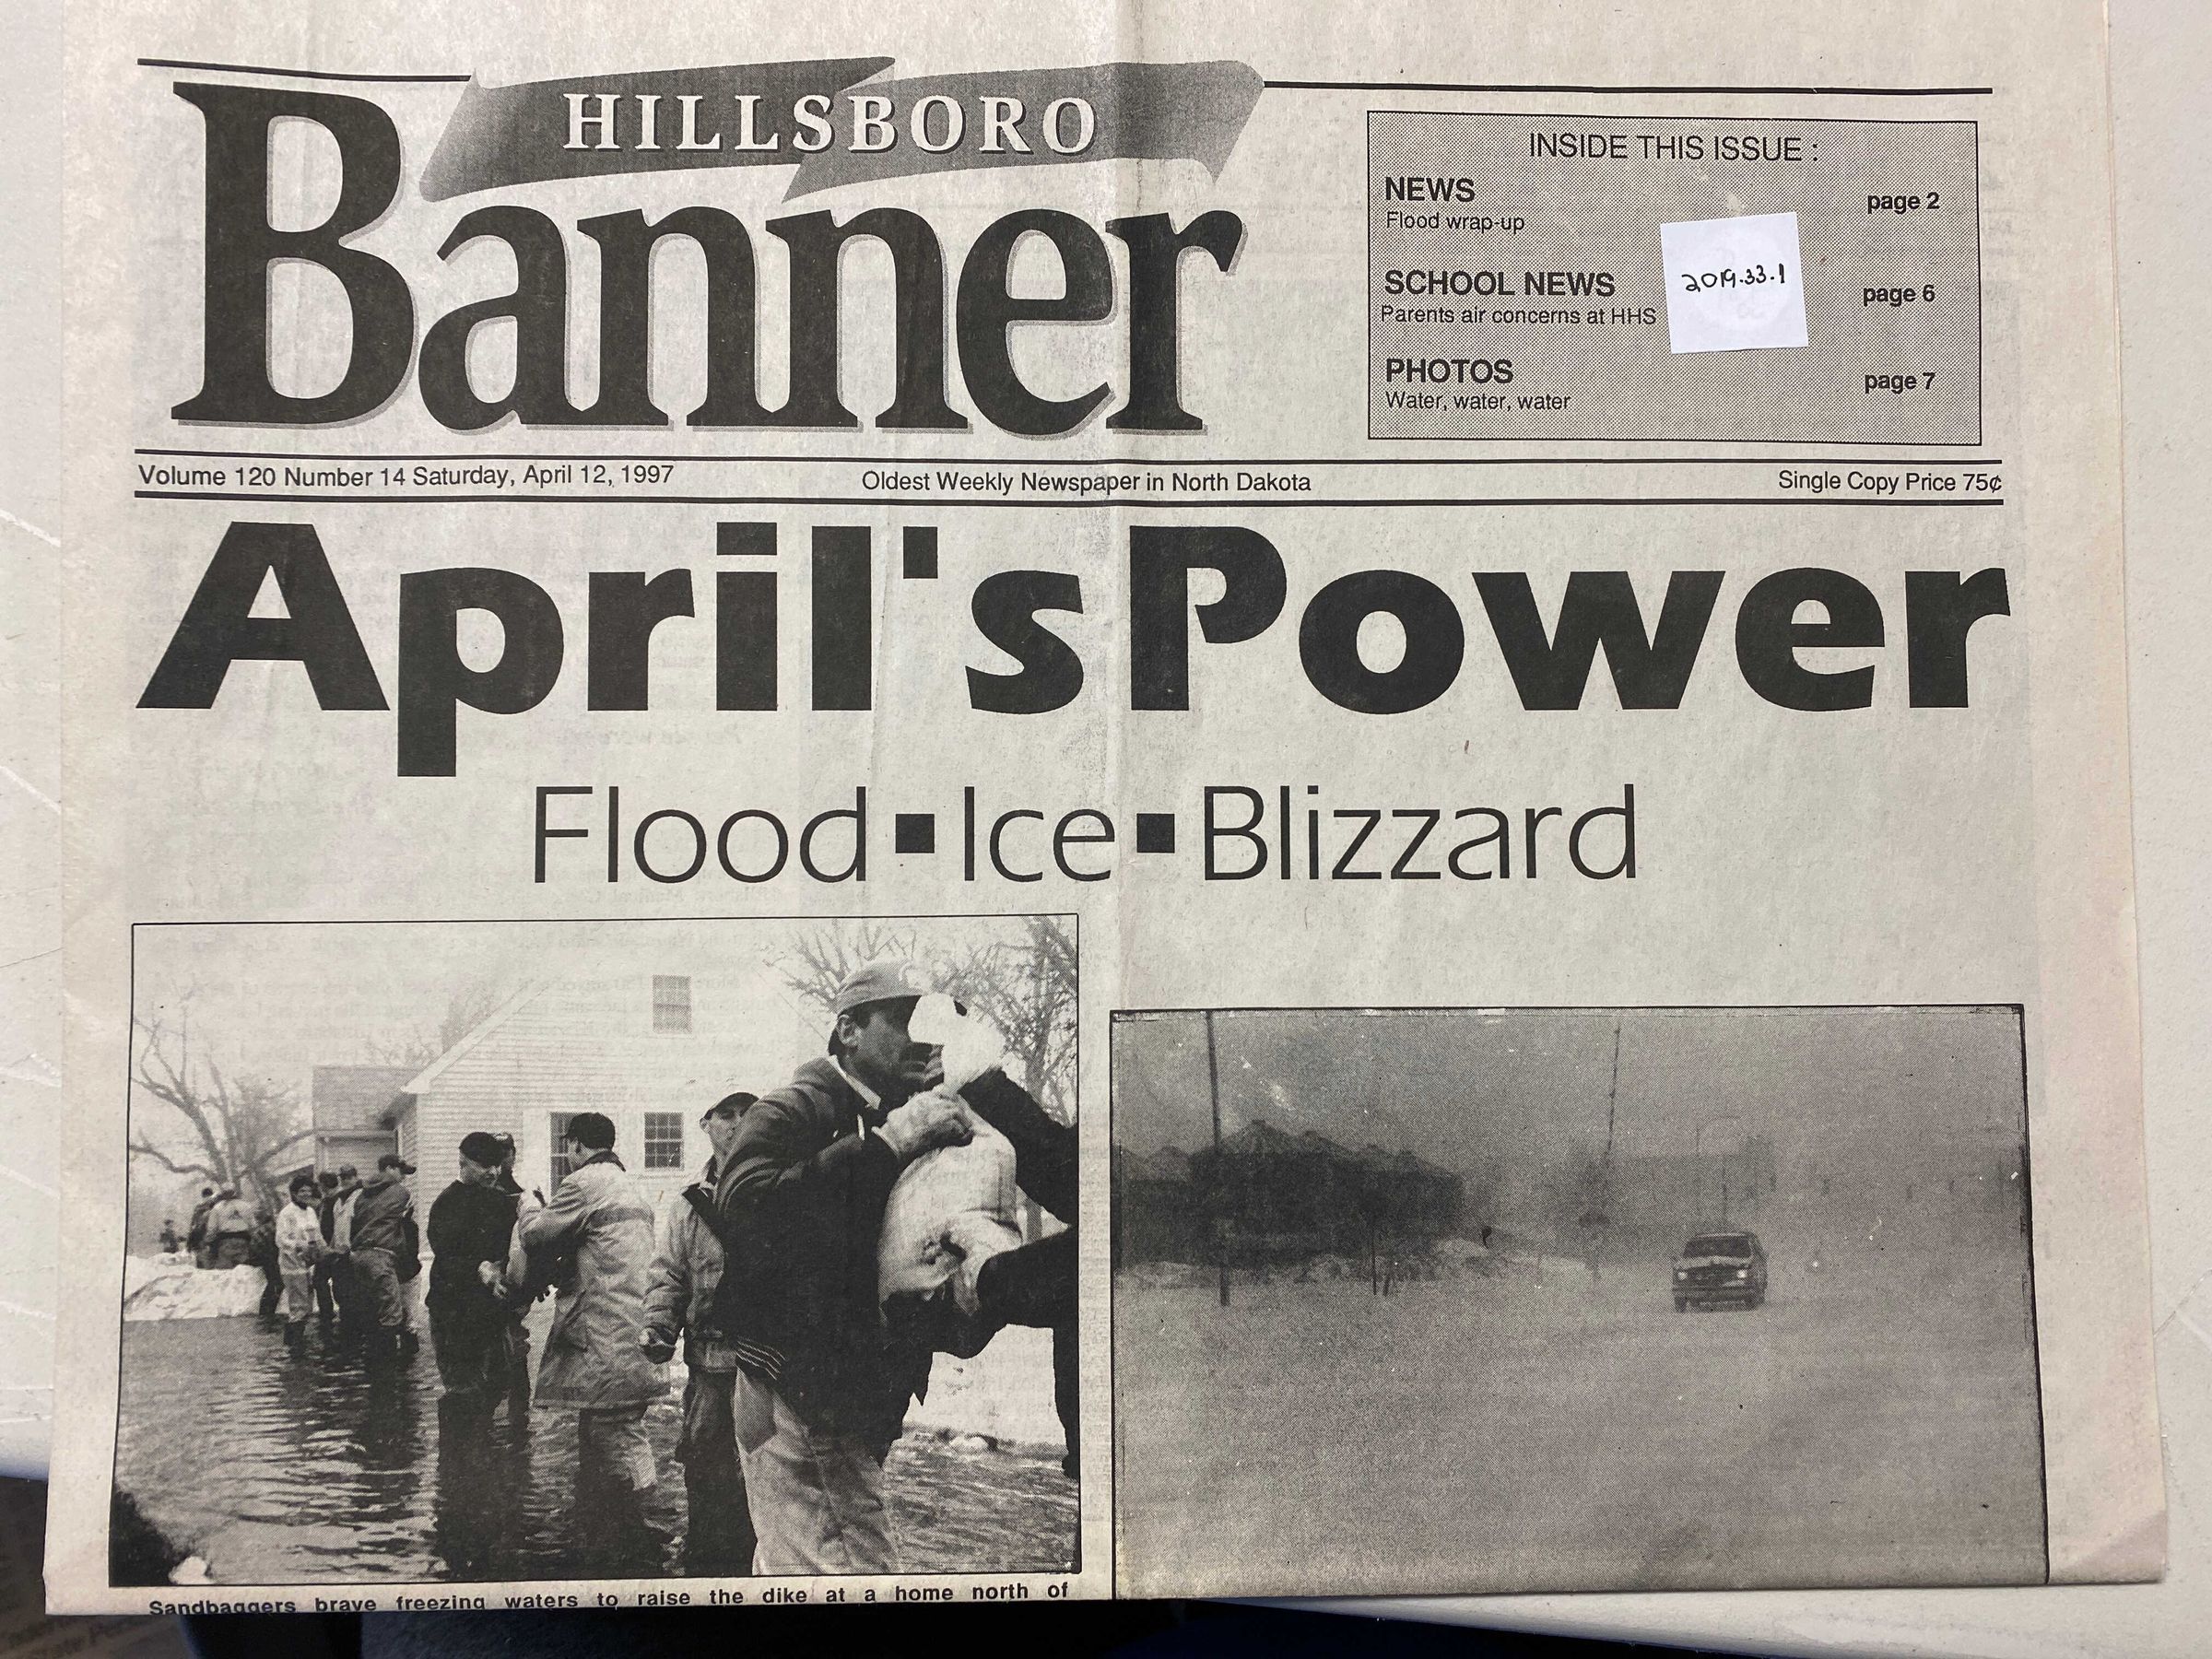 HILLSBORO
Banner
INSIDE THIS ISSUE :
NEWS page 2
Flood wrap-up
SCHOOL NEWS page 6
Parents air concerns at HHS
PHOTOS page 7
Water, water, water
2019.33.1
Volume 120 Number 14 Saturday, April 12, 1997 Oldest Weekly Newspaper in North Dakota Single Copy Price 75¢
April's Power
Flood▪Ice▪Blizzard
Sandbaggers brave freezing waters to raise the dike at a home north of